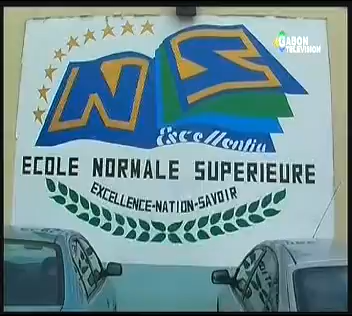 GABON
TELEVISION
NS
Excellentia
ECOLE NORMALE SUPERIEURE
EXCELLENCE-NATION-SAVOIR